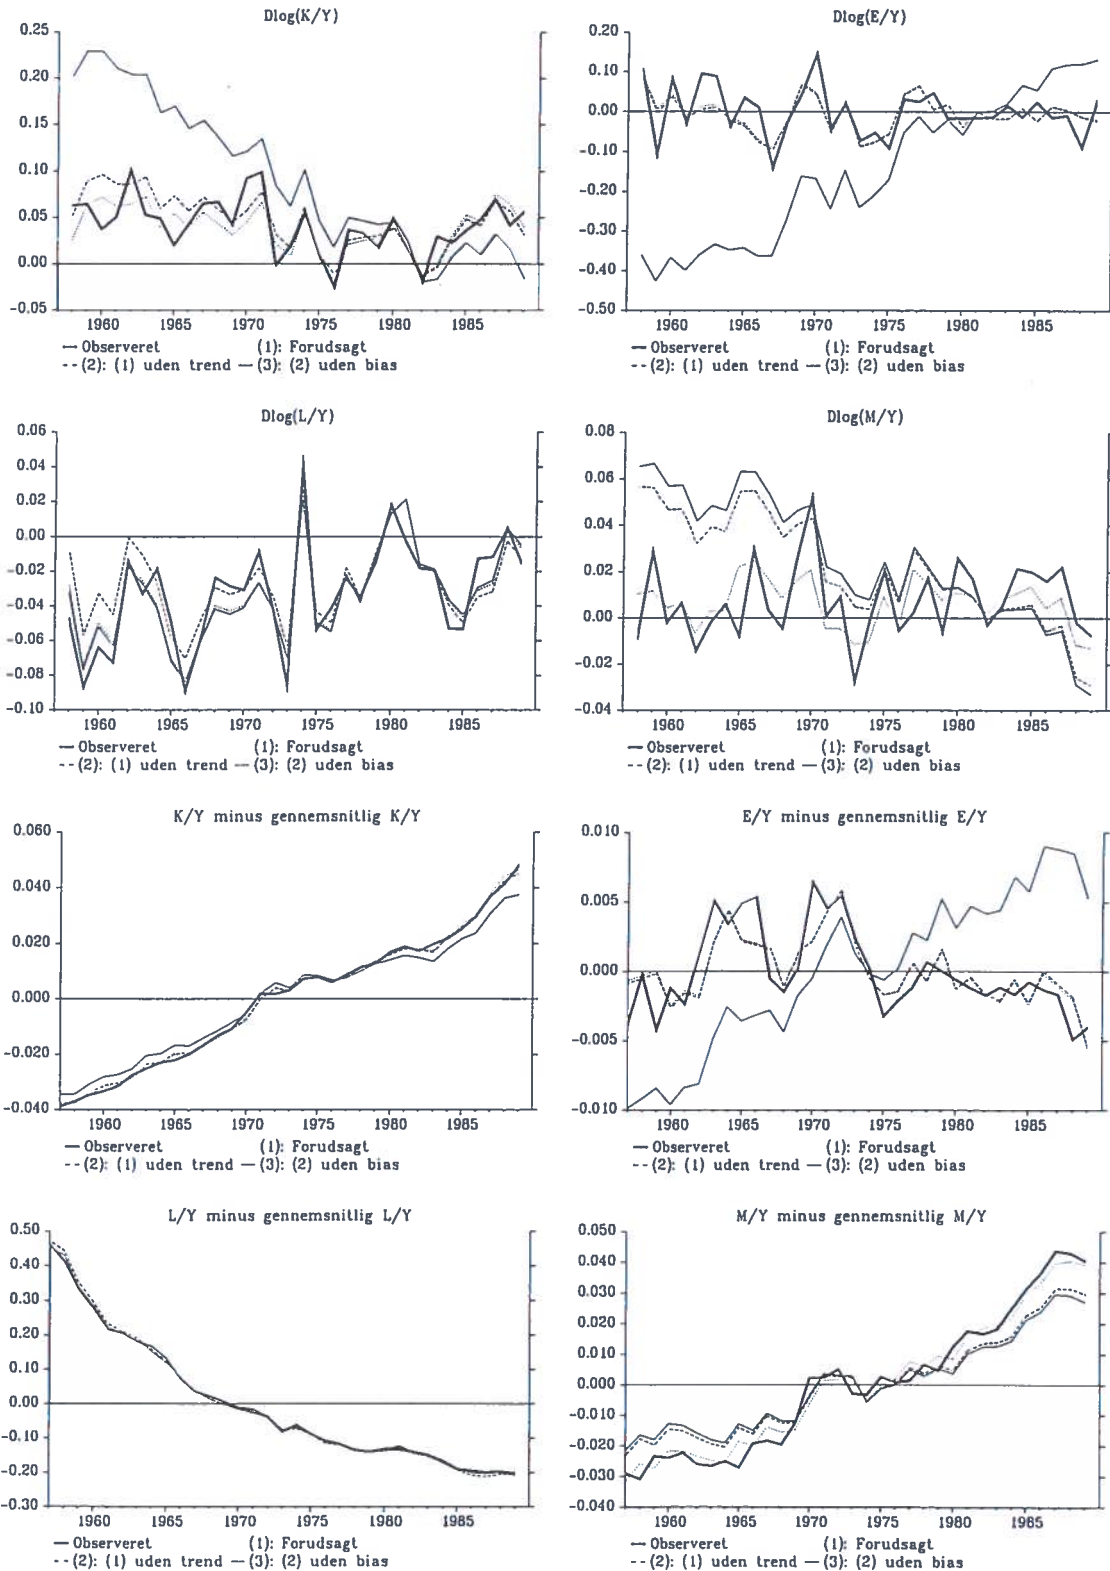 Dlog(K/Y)
0.25
0.20
0.15
0.10
0.05
0.00
-0.05
1960 1965 1970 1975 1980 1985
Observeret (1): Forudsagt
(2): (1) uden trend (3): (2) uden bias
Dlog(E/Y)
0.20
0.10
0.00
-0.10
-0.20
-0.30
-0.40
-0.50
1960 1965 1970 1975 1980 1985
Observeret (1): Forudsagt
(2): (1) uden trend (3): (2) uden bias
Dlog(L/Y)
0.06
0.04
0.02
0.00
-0.02
-0.04
-0.06
-0.08
-0.10
1960 1965 1970 1975 1980 1985
Observeret (1): Forudsagt
(2): (1) uden trend (3): (2) uden bias
Dlog(M/Y)
0.08
0.06
0.04
0.02
0.00
-0.02
-0.04
1960 1965 1970 1975 1980 1985
Observeret (1): Forudsagt
(2): (1) uden trend (3): (2) uden bias
K/Y minus gennemsnitlig K/Y
0.060
0.040
0.020
0.000
-0.020
-0.040
1960 1965 1970 1975 1980 1985
Observeret (1): Forudsagt
(2): (1) uden trend (3): (2) uden bias
E/Y minus gennemsnitlig E/Y
0.010
0.005
0.000
-0.005
-0.010
1960 1965 1970 1975 1980 1985
Observeret (1): Forudsagt
(2): (1) uden trend (3): (2) uden bias
L/Y minus gennemsnitlig L/Y
0.50
0.40
0.30
0.20
0.10
0.00
-0.10
-0.20
-0.30
1960 1965 1970 1975 1980 1985
Observeret (1): Forudsagt
(2): (1) uden trend (3): (2) uden bias
M/Y minus gennemsnitlig M/Y
0.050
0.040
0.030
0.020
0.010
0.000
-0.010
-0.020
-0.030
-0.040
1960 1965 1970 1975 1980 1985
Observeret (1): Forudsagt
(2): (1) uden trend (3): (2) uden bias